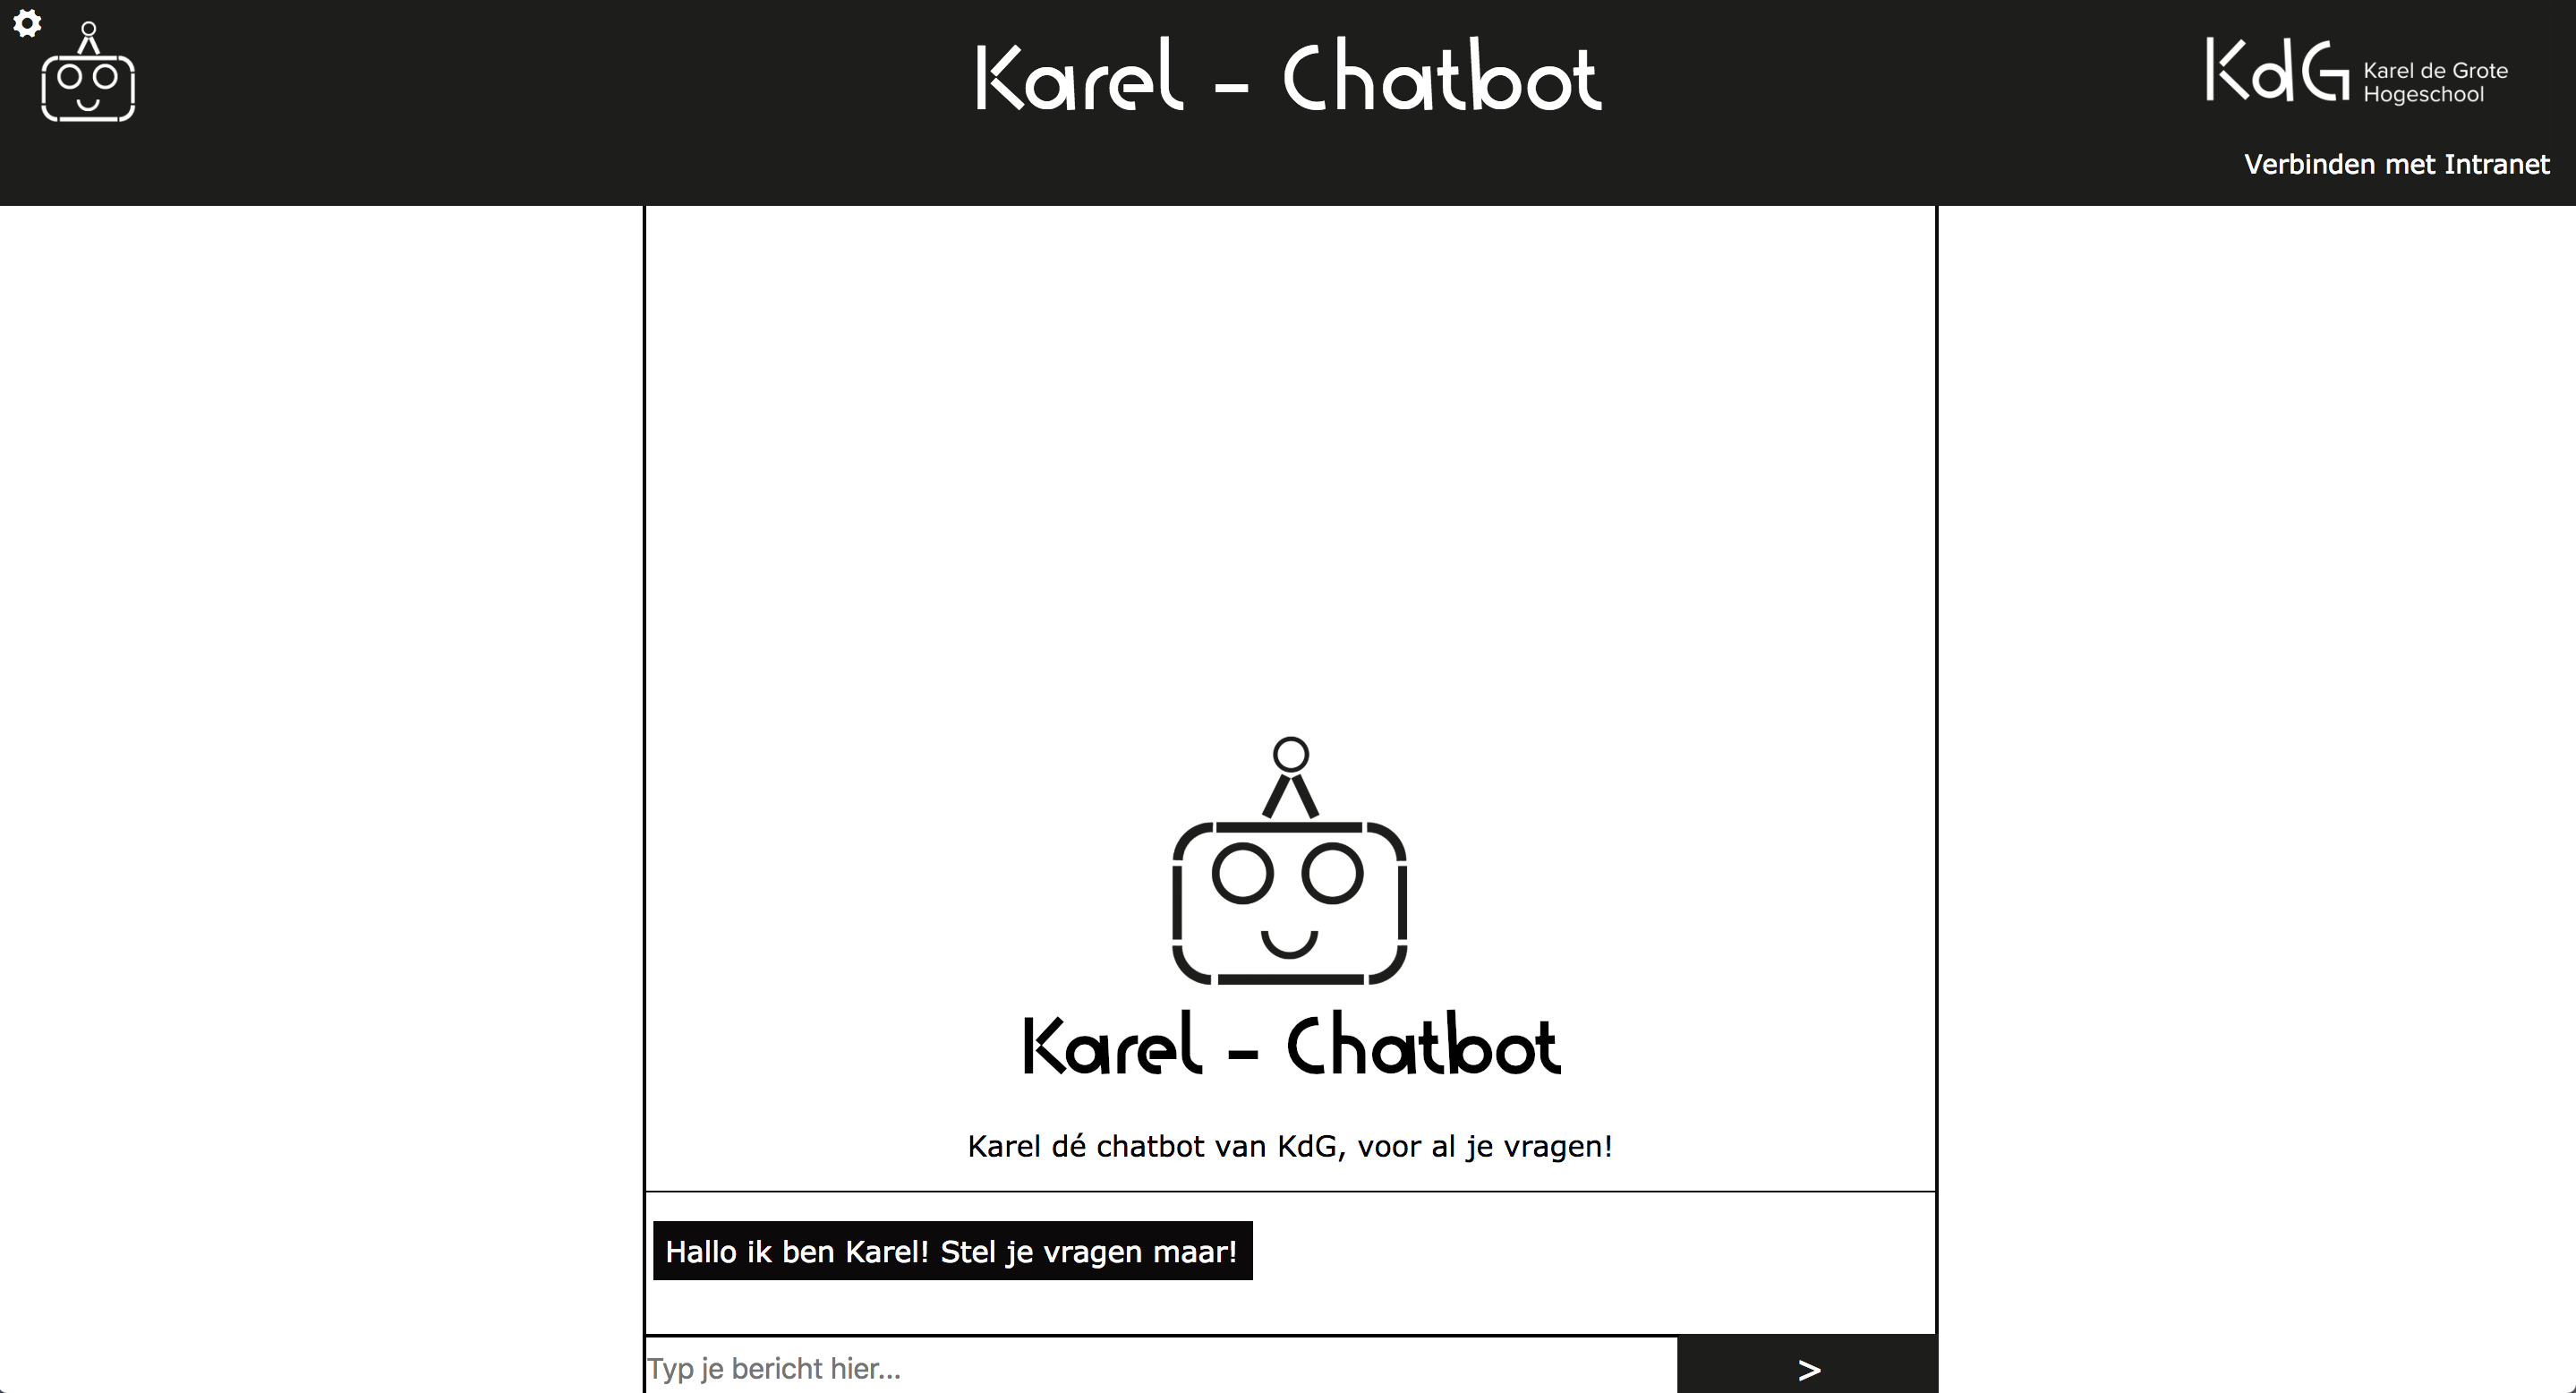 Karel - Chatbot
KdG
Karel de Grote
Hogeschool
Verbinden met Intranet
Karel - Chatbot
Karel dé chatbot van KdG, voor al je vragen!
Hallo ik ben Karel! Stel je vragen maar!
Typ je bericht hier...
>